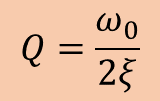 Q = ω₀ / 2ξ